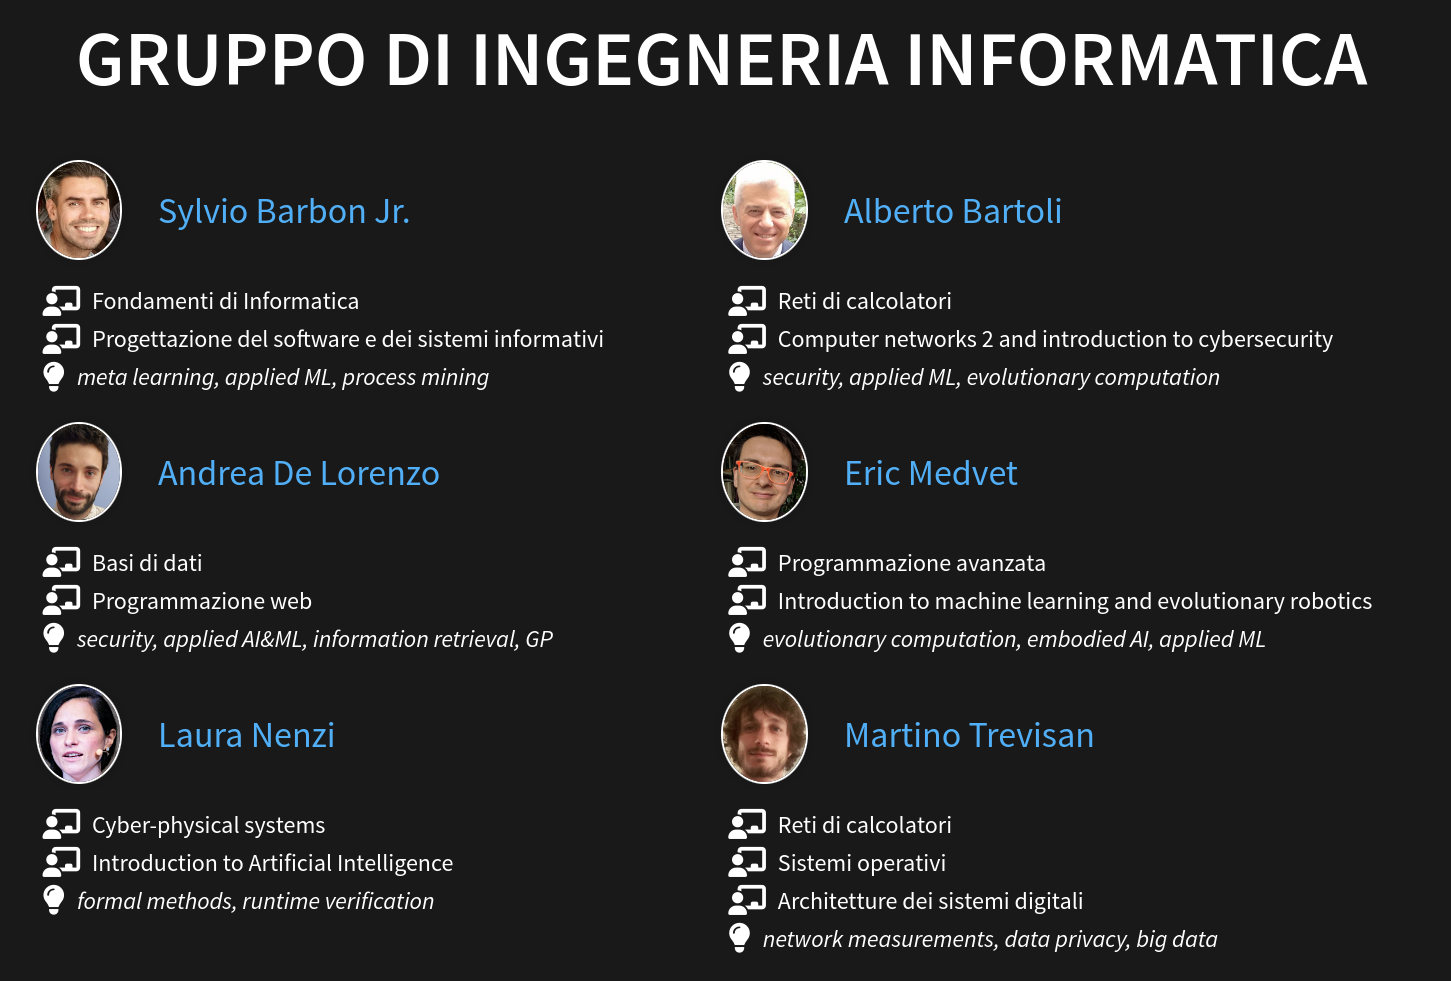 GRUPPO DI INGEGNERIA INFORMATICA
Sylvio Barbon Jr.
Fondamenti di Informatica
Progettazione del software e dei sistemi informativi
meta learning, applied ML, process mining
Alberto Bartoli
Reti di calcolatori
Computer networks 2 and introduction to cybersecurity
security, applied ML, evolutionary computation
Andrea De Lorenzo
Basi di dati
Programmazione web
security, applied AI&ML, information retrieval, GP
Eric Medvet
Programmazione avanzata
Introduction to machine learning and evolutionary robotics
evolutionary computation, embodied AI, applied ML
Laura Nenzi
Cyber-physical systems
Introduction to Artificial Intelligence
formal methods, runtime verification
Martino Trevisan
Reti di calcolatori
Sistemi operativi
Architetture dei sistemi digitali
network measurements, data privacy, big data